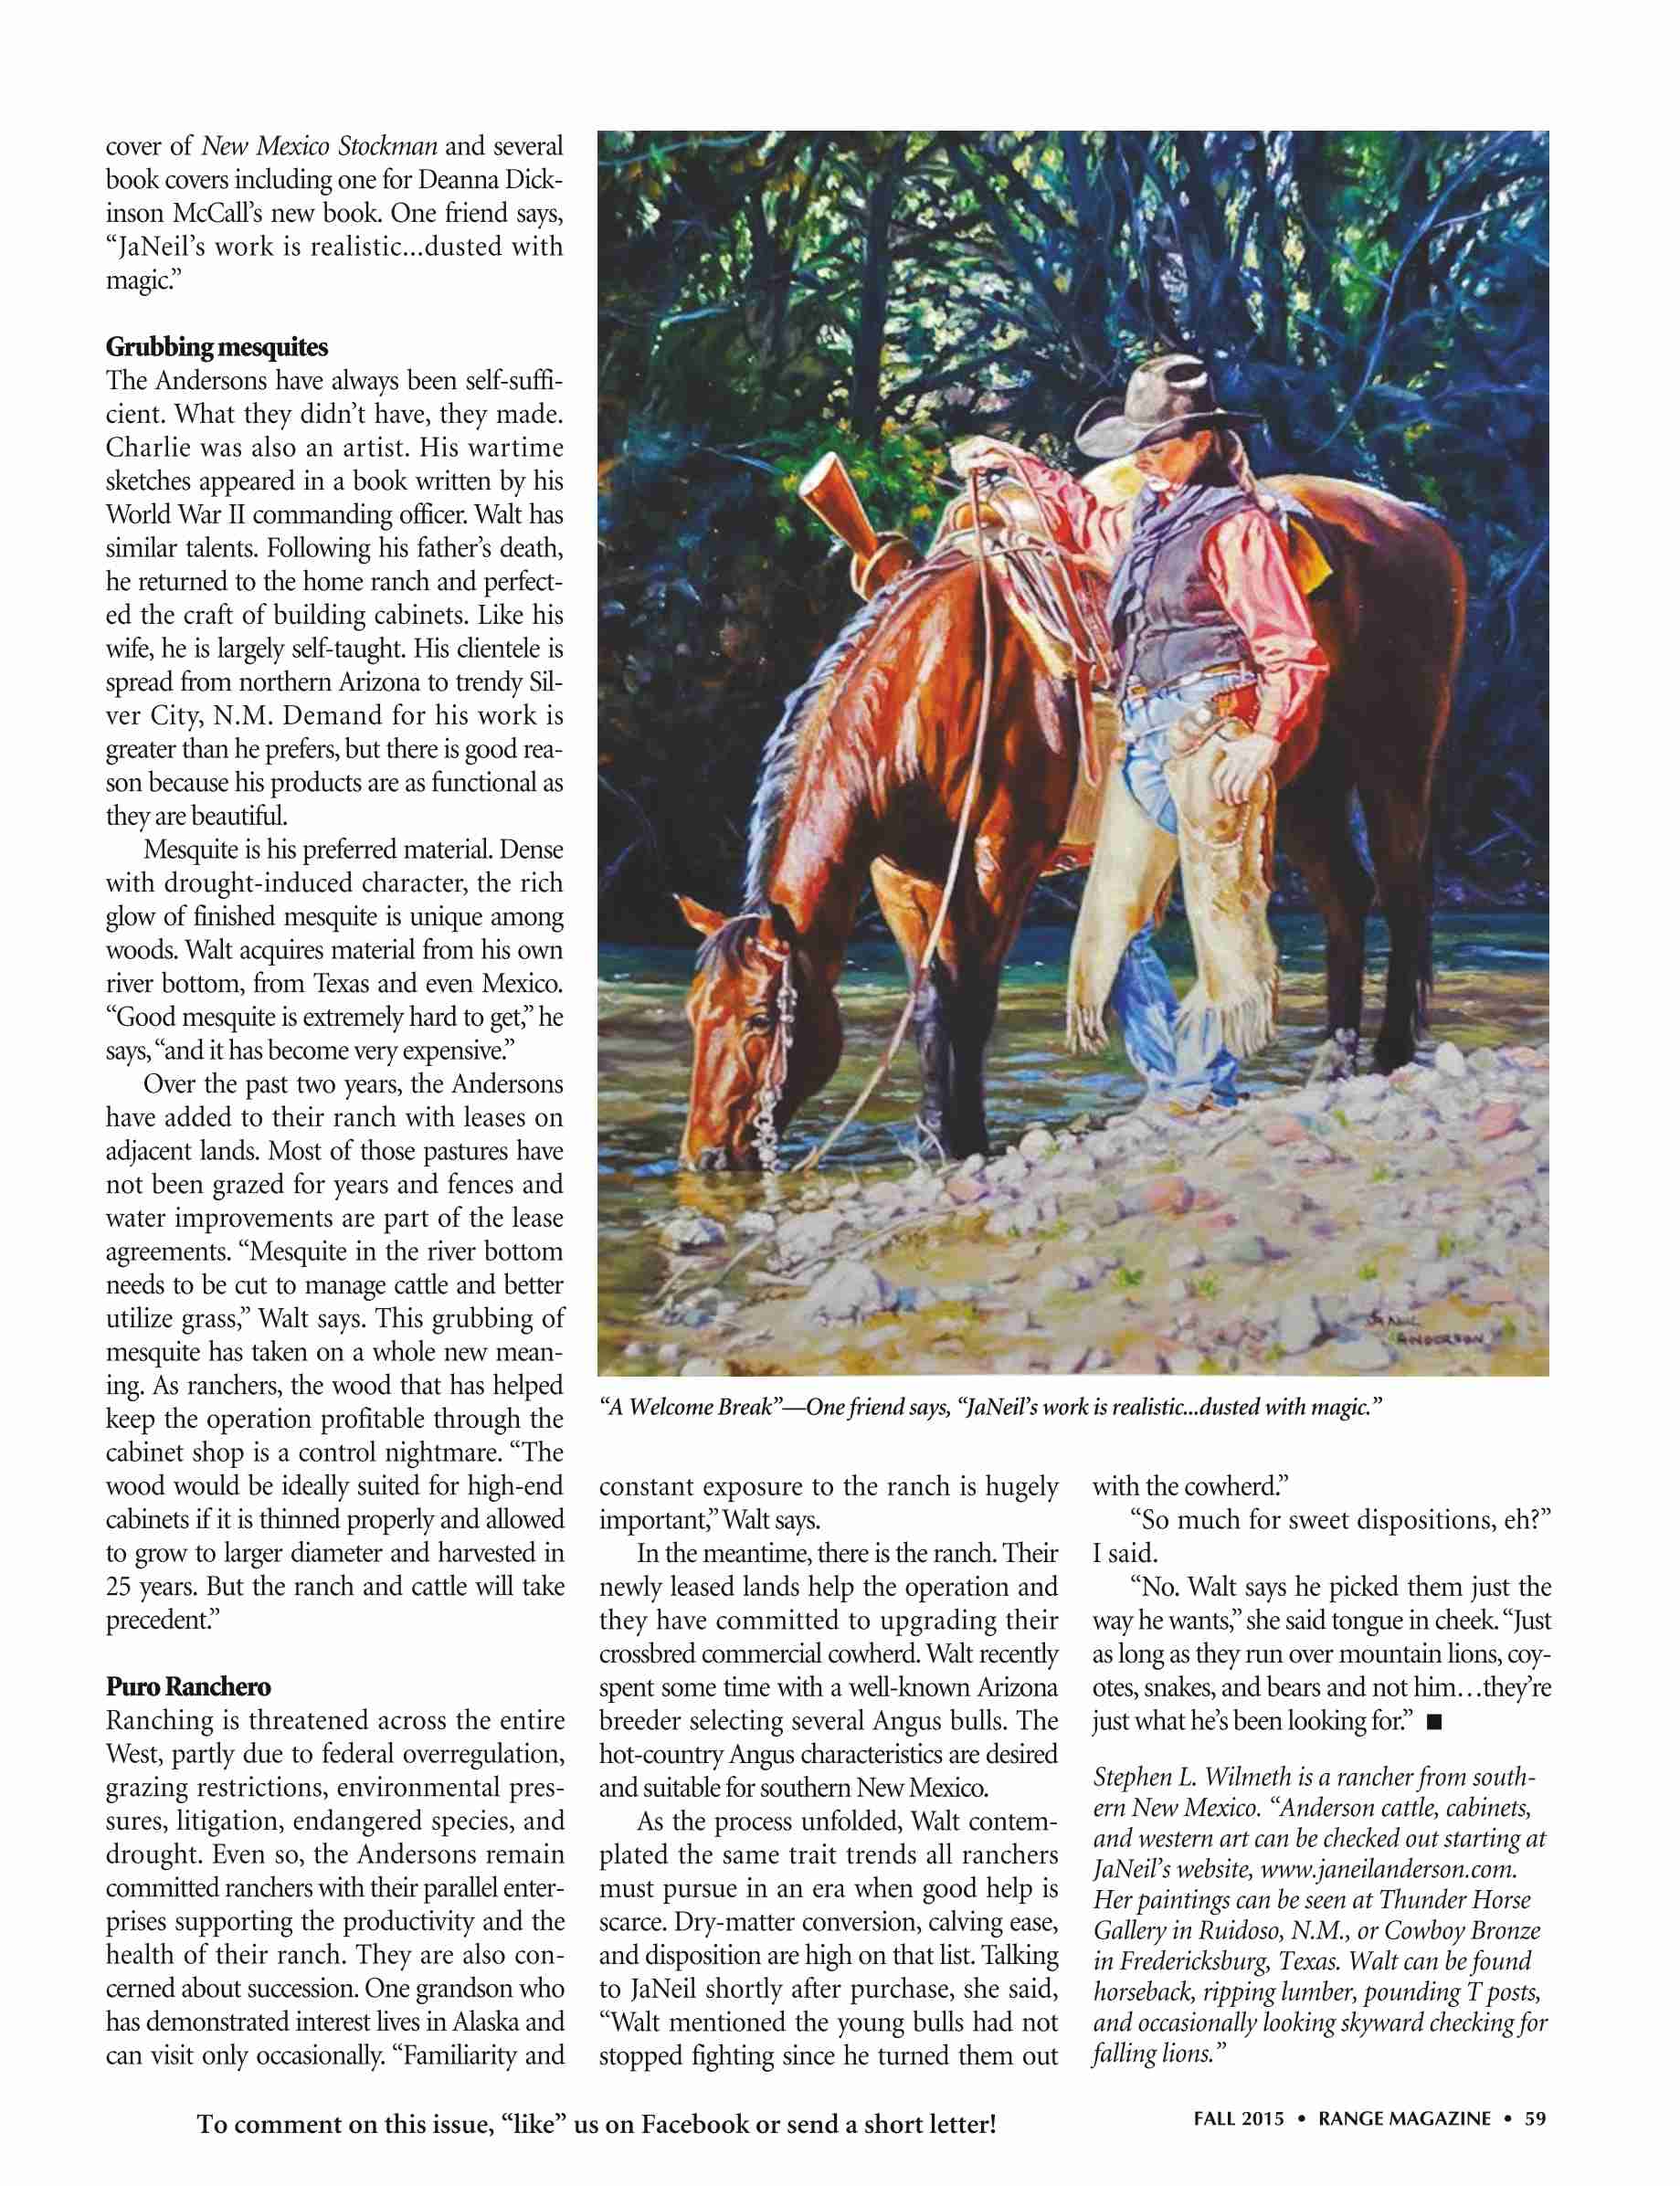 cover of New Mexico Stockman and several
book covers including one for Deanna Dick-
inson McCall's new book. One friend says,
“JaNeil's work is realistic...dusted with
magic.”
Grubbing mesquites
The Andersons have always been self-suffi-
cient. What they didn't have, they made.
Charlie was also an artist. His wartime
sketches appeared in a book written by his
World War II commanding officer. Walt has
similar talents. Following his father's death,
he returned to the home ranch and perfect-
ed the craft of building cabinets. Like his
wife, he is largely self-taught. His clientele is
spread from northern Arizona to trendy Sil-
ver City, N.M. Demand for his work is
greater than he prefers, but there is good rea-
son because his products are as functional as
they are beautiful.
Mesquite is his preferred material. Dense
with drought-induced character, the rich
glow of finished mesquite is unique among
woods. Walt acquires material from his own
river bottom, from Texas and even Mexico.
“Good mesquite is extremely hard to get,” he
says, “and it has become very expensive.”
Over the past two years, the Andersons
have added to their ranch with leases on
adjacent lands. Most of those pastures have
not been grazed for years and fences and
water improvements are part of the lease
agreements. “Mesquite in the river bottom
needs to be cut to manage cattle and better
utilize grass,” Walt says. This grubbing of
mesquite has taken on a whole new mean-
ing. As ranchers, the wood that has helped
keep the operation profitable through the
cabinet shop is a control nightmare. “The
wood would be ideally suited for high-end
cabinets if it is thinned properly and allowed
to grow to larger diameter and harvested in
25 years. But the ranch and cattle will take
precedent.”
Puro Ranchero
Ranching is threatened across the entire
West, partly due to federal overregulation,
grazing restrictions, environmental pres-
sures, litigation, endangered species, and
drought. Even so, the Andersons remain
committed ranchers with their parallel enter-
prises supporting the productivity and the
health of their ranch. They are also con-
cerned about succession. One grandson who
has demonstrated interest lives in Alaska and
can visit only occasionally. “Familiarity and
JANEIL
ANDERSON
“A Welcome Break”—One friend says, “JaNeil's work is realistic...dusted with magic.”
constant exposure to the ranch is hugely
important,” Walt says.
In the meantime, there is the ranch. Their
newly leased lands help the operation and
they have committed to upgrading their
crossbred commercial cowherd. Walt recently
spent some time with a well-known Arizona
breeder selecting several Angus bulls. The
hot-country Angus characteristics are desired
and suitable for southern New Mexico.
As the process unfolded, Walt contem-
plated the same trait trends all ranchers
must pursue in an era when good help is
scarce. Dry-matter conversion, calving ease,
and disposition are high on that list. Talking
to JaNeil shortly after purchase, she said,
“Walt mentioned the young bulls had not
stopped fighting since he turned them out
with the cowherd.”
“So much for sweet dispositions, eh?”
I said.
“No. Walt says he picked them just the
way he wants,” she said tongue in cheek. “Just
as long as they run over mountain lions, coy-
otes, snakes, and bears and not him...they're
just what he's been looking for.” ■
Stephen L. Wilmeth is a rancher from south-
ern New Mexico. “Anderson cattle, cabinets,
and western art can be checked out starting at
JaNeil's website, www.janeilanderson.com.
Her paintings can be seen at Thunder Horse
Gallery in Ruidoso, N.M., or Cowboy Bronze
in Fredericksburg, Texas. Walt can be found
horseback, ripping lumber, pounding T posts,
and occasionally looking skyward checking for
falling lions.”
To comment on this issue, “like” us on Facebook or send a short letter!
FALL 2015 • RANGE MAGAZINE • 59